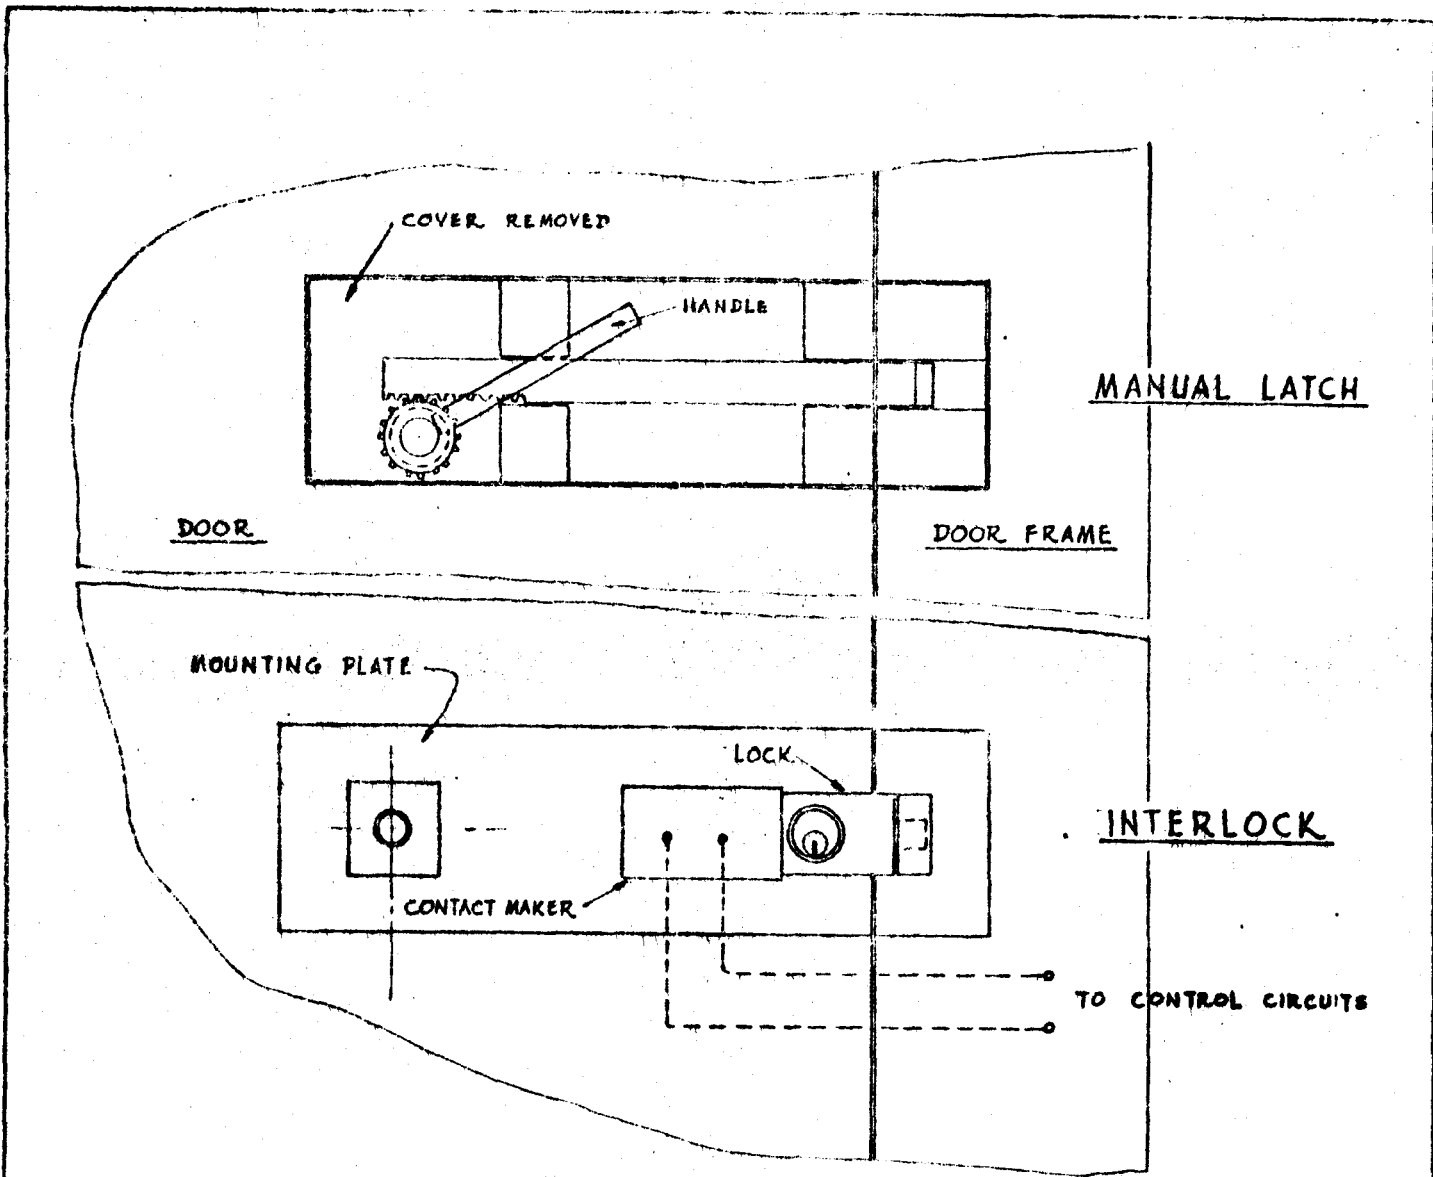 COVER REMOVED
HANDLE
MANUAL LATCH
DOOR
DOOR FRAME
MOUNTING PLATE
LOCK
INTERLOCK
CONTACT MAKER
TO CONTROL CIRCUITS